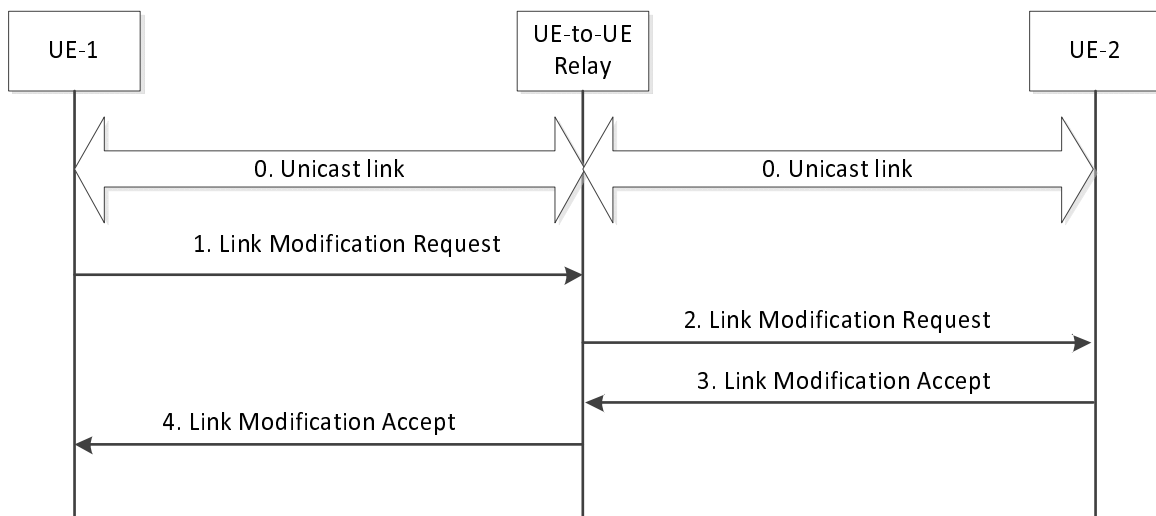 UE-1
UE-to-UE
Relay
UE-2
0. Unicast link
0. Unicast link
1. Link Modification Request
2. Link Modification Request
3. Link Modification Accept
4. Link Modification Accept